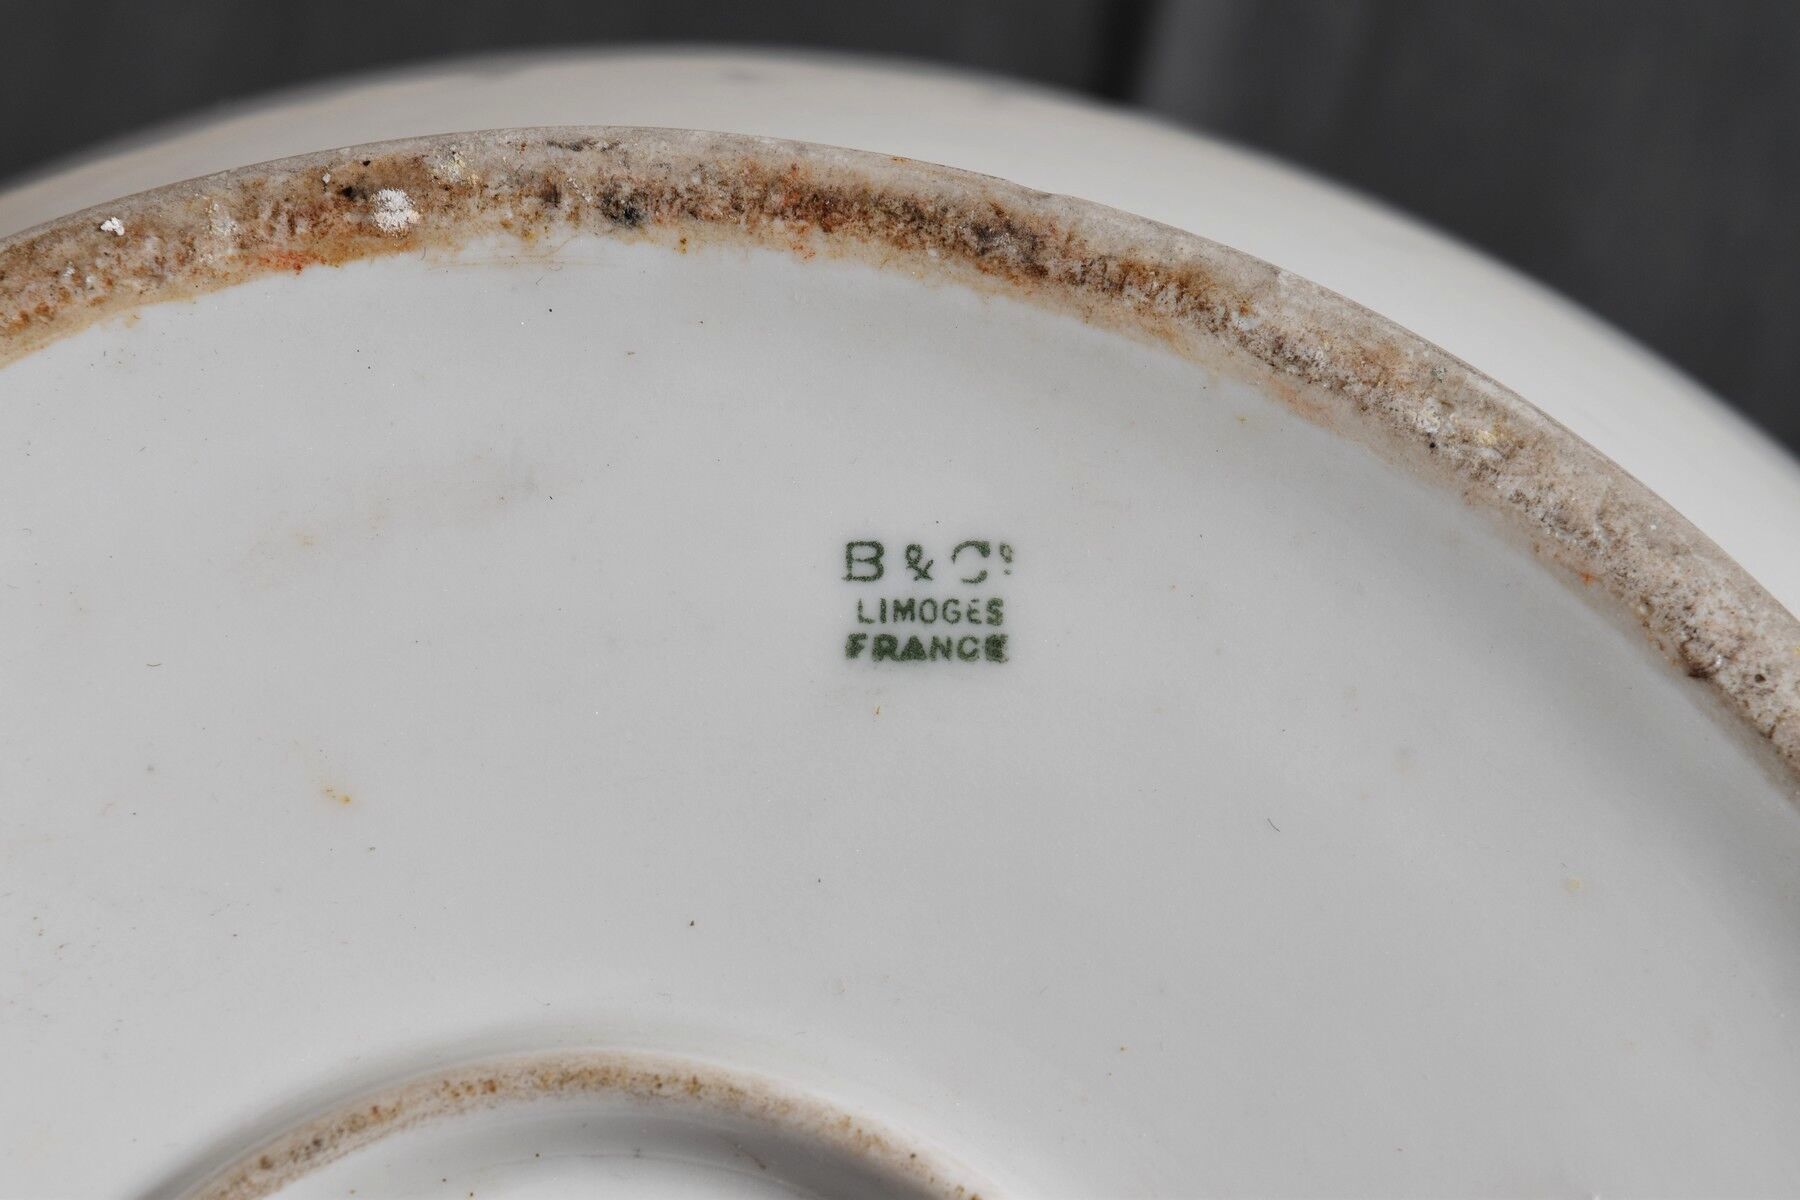 B & Cº
LIMOGES
FRANCE